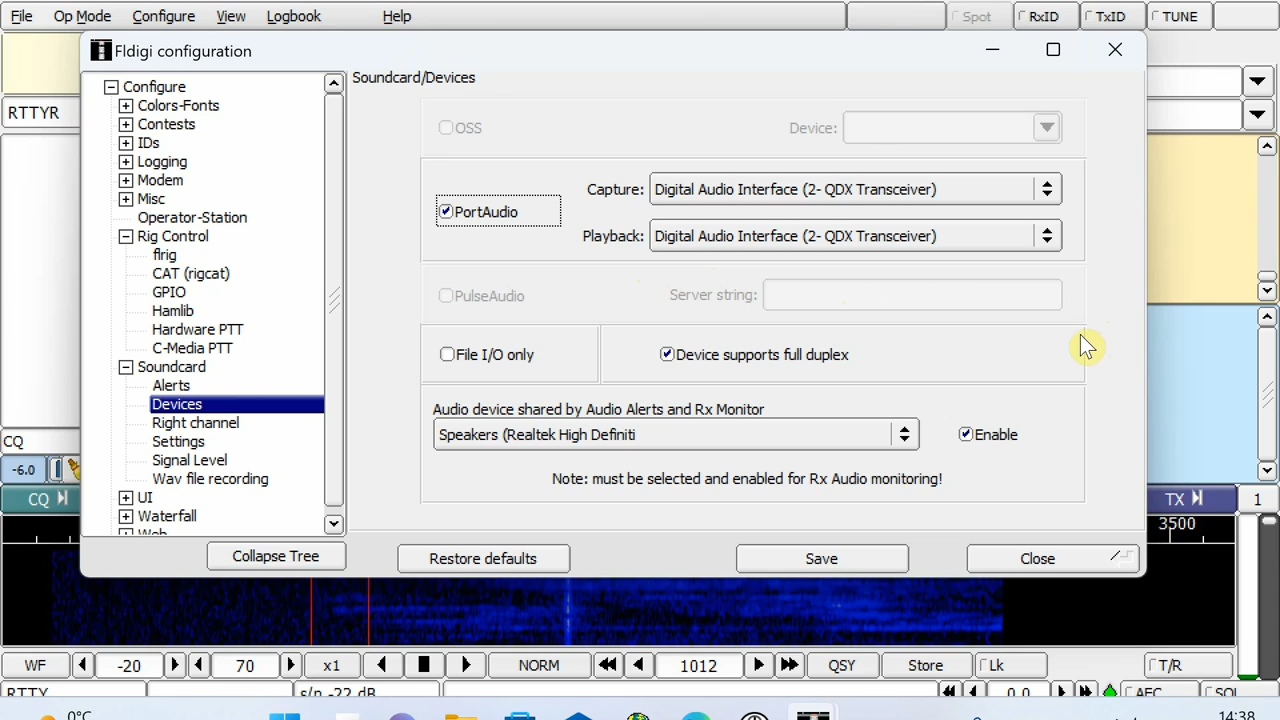 File Op Mode Configure View Logbook Help Spot RxID TxID TUNE
Fldigi configuration
Soundcard/Devices
Configure
Colors-Fonts
Contests
IDs
Logging
Modem
Misc
Operator-Station
Rig Control
flrig
CAT (rigcat)
GPIO
Hamlib
Hardware PTT
C-Media PTT
Soundcard
Alerts
Devices
Right channel
Settings
Signal Level
Wav file recording
UI
Waterfall
Web
OSS Device:
PortAudio
Capture: Digital Audio Interface (2- QDX Transceiver)
Playback: Digital Audio Interface (2- QDX Transceiver)
PulseAudio Server string:
File I/O only Device supports full duplex
Audio device shared by Audio Alerts and Rx Monitor
Speakers (Realtek High Definiti Enable
Note: must be selected and enabled for Rx Audio monitoring!
Collapse Tree Restore defaults Save Close
RTTYR
CQ
-6.0
CQ TX 1
3500
WF -20 70 x1 NORM 1012 QSY Store Lk T/R
RTTY s/n -22 dB 0.0 AFC SQL
0°C 14:38